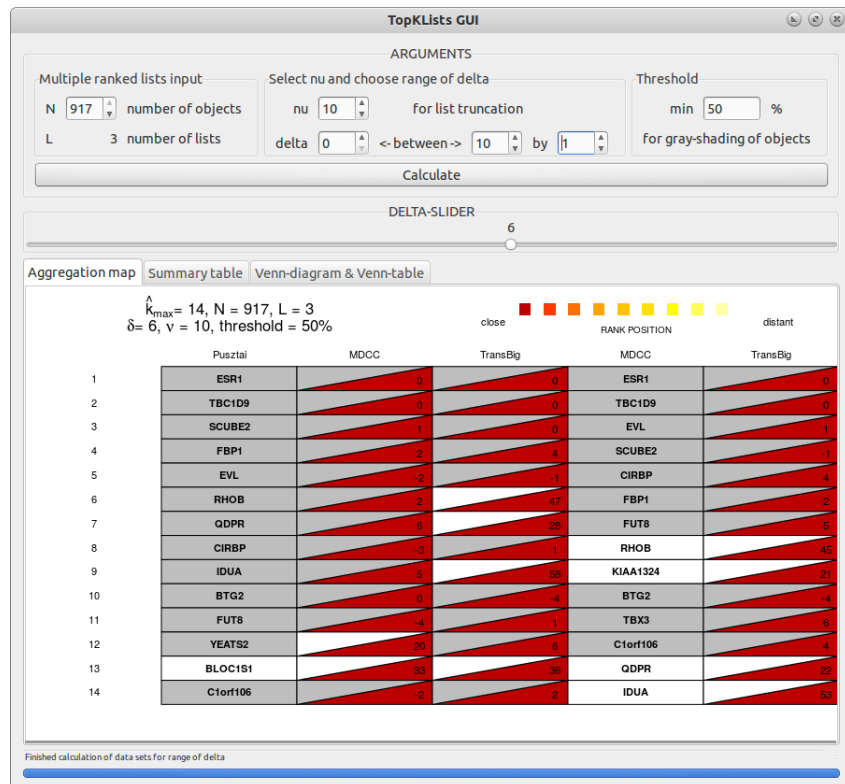 TopKLists GUI
ARGUMENTS
Multiple ranked lists input Select nu and choose range of delta Threshold
N 917 number of objects nu 10 for list truncation min 50 %
L 3 number of lists delta 0 <- between -> 10 by 1 for gray-shading of objects
Calculate
DELTA-SLIDER
6
Aggregation map Summary table Venn-diagram & Venn-table
k̂max= 14, N = 917, L = 3
δ= 6, ν = 10, threshold = 50%
close RANK POSITION distant
Pusztai MDCC TransBig MDCC TransBig
1 ESR1 0 0 ESR1 0
2 TBC1D9 0 0 TBC1D9 0
3 SCUBE2 1 0 EVL 1
4 FBP1 2 4 SCUBE2 -1
5 EVL -2 -1 CIRBP 4
6 RHOB 2 47 FBP1 2
7 QDPR 6 28 FUT8 5
8 CIRBP -3 1 RHOB 45
9 IDUA 5 58 KIAA1324 21
10 BTG2 0 -4 BTG2 -4
11 FUT8 -4 1 TBX3 6
12 YEATS2 20 6 C1orf106 4
13 BLOC1S1 33 36 QDPR 22
14 C1orf106 -2 2 IDUA 53
Finished calculation of data sets for range of delta